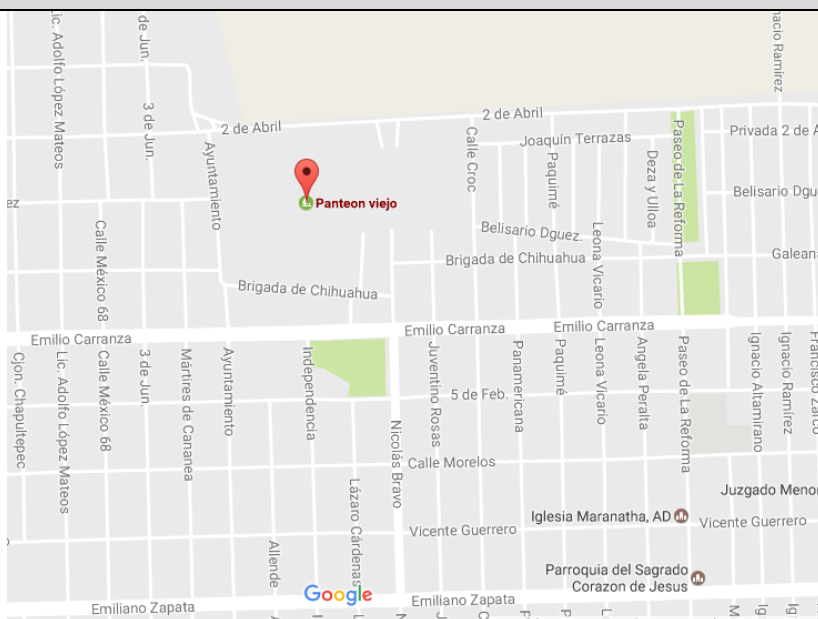 Lic. Adolfo López Mateos
de Jun.
3 de Jun.
Ignacio Ramírez
2 de Abril
2 de Abril
Ayuntamiento
Calle Croc
Joaquín Terrazas
Paquimé
Deza y Ulloa
Paseo de La Reforma
Privada 2 de A
Panteon viejo
Belisario Dgu
ez
Calle México 68
Belisario Dguez.
Leona Vicario
Brigada de Chihuahua
Galeana
Brigada de Chihuahua
Emilio Carranza
Emilio Carranza
Emilio Carranza
Cjon. Chapultepec
Lic. Adolfo López Mateos
Calle México 68
3 de Jun.
Mártires de Cananea
Ayuntamiento
Independencia
Juventino Rosas
Panamericana
Paquimé
Leona Vicario
Angela Peralta
Paseo de La Reforma
Ignacio Altamirano
Ignacio Ramírez
Francisco Zarco
5 de Feb.
Nicolás Bravo
Calle Morelos
Lázaro Cárdenas
Juzgado Menor
Iglesia Maranatha, AD
Vicente Guerrero
Vicente Guerrero
Allende
Parroquia del Sagrado
Corazon de Jesus
Google
Emiliano Zapata
Emiliano Zapata